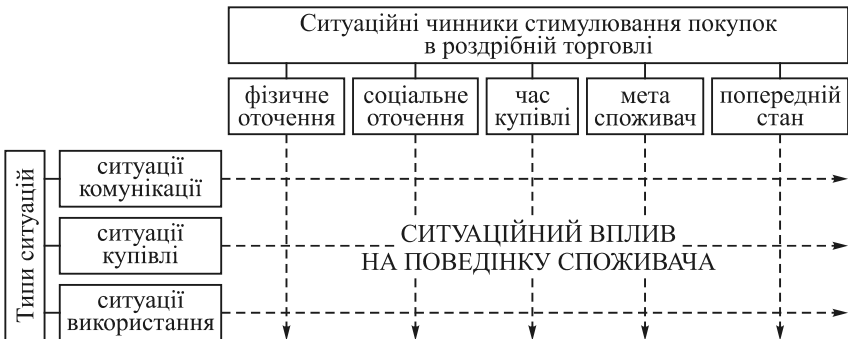 Ситуаційні чинники стимулювання покупок
в роздрібній торговлі
фізичне
оточення
соціальне
оточення
час
купівлі
мета
споживач
попередній
стан
Типи ситуацій
ситуації
комунікації
ситуації
купівлі
ситуації
використання
СИТУАЦІЙНИЙ ВПЛИВ
НА ПОВЕДІНКУ СПОЖИВАЧА